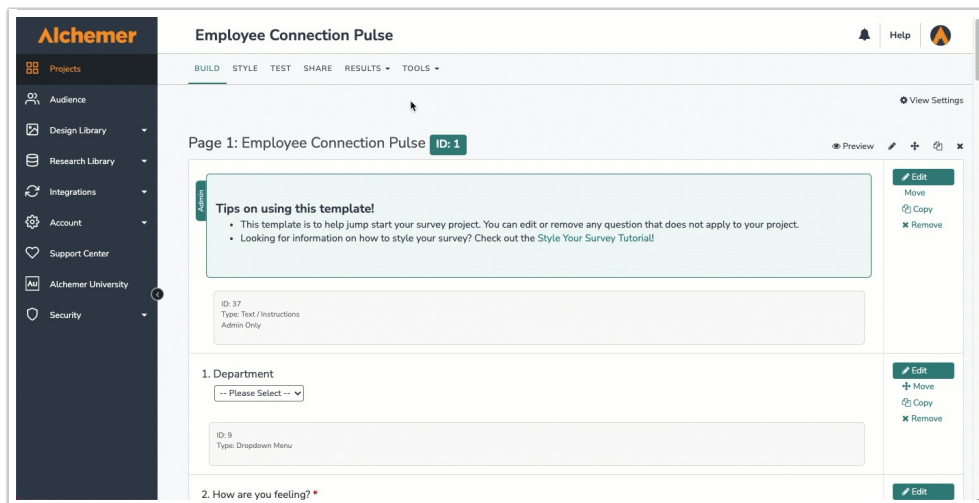 Alchemer
Employee Connection Pulse
Help
Projects
BUILD STYLE TEST SHARE RESULTS TOOLS
Audience
View Settings
Design Library
Page 1: Employee Connection Pulse ID: 1
Preview
Research Library
Integrations
Account
Support Center
Au Alchemer University
Security
Admin
Tips on using this template!
• This template is to help jump start your survey project. You can edit or remove any question that does not apply to your project.
• Looking for information on how to style your survey? Check out the Style Your Survey Tutorial!
Edit
Move
Copy
Remove
ID: 37
Type: Text / Instructions
Admin Only
1. Department
-- Please Select --
Edit
Move
Copy
Remove
ID: 9
Type: Dropdown Menu
2. How are you feeling? *
Edit